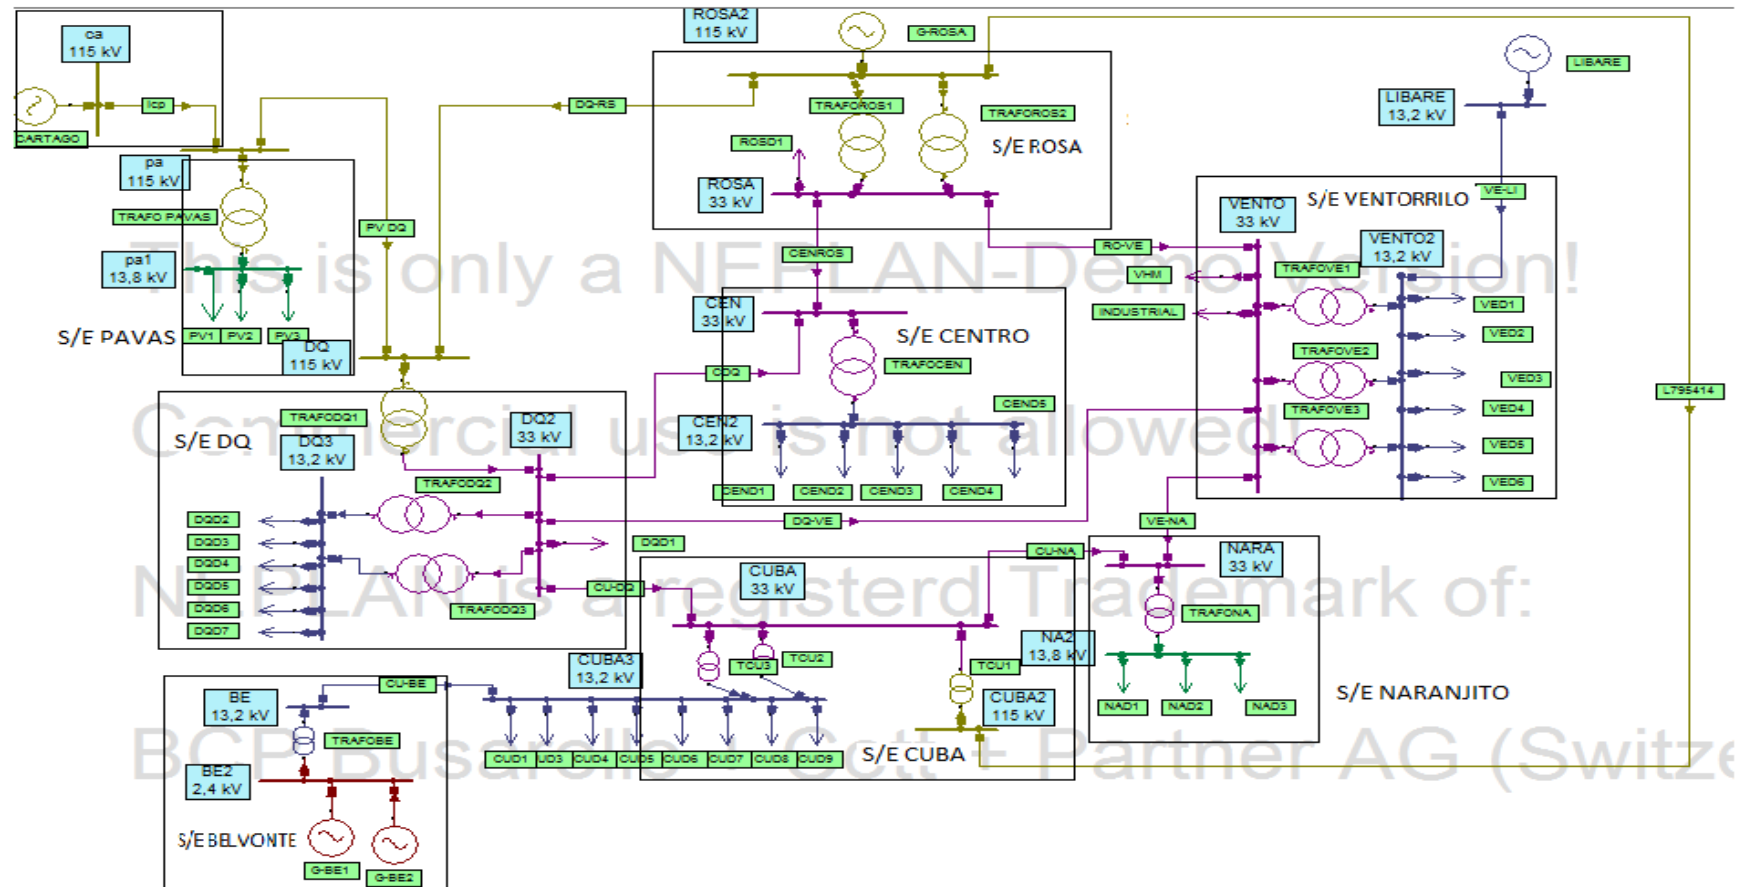 ca
115 kV
lcp
CARTAGO
pa
115 kV
TRAFO PAVAS
pa1
13,8 kV
PV1
PV2
PV3
S/E PAVAS
PV DQ
DQ-RS
ROSA2
115 kV
G-ROSA
TRAFOROS1
TRAFOROS2
ROSD1
S/E ROSA
ROSA
33 kV
CENROS
RO-VE
LIBARE
LIBARE
13,2 kV
VE-LI
S/E VENTORRILO
VENTO
33 kV
VENTO2
13,2 kV
VHM
INDUSTRIAL
TRAFOVE1
TRAFOVE2
TRAFOVE3
VED1
VED2
VED3
VED4
VED5
VED6
L795414
This is only a NEPLAN-Demo Version!
CEN
33 kV
S/E CENTRO
TRAFOCEN
CEND5
CEN2
13,2 kV
CEND1
CEND2
CEND3
CEND4
DQ
115 kV
CDQ
TRAFODQ1
S/E DQ
DQ3
13,2 kV
DQ2
33 kV
TRAFODQ2
Commercial use is not allowed!
DQD2
DQD3
DQD4
DQD5
DQD6
DQD7
TRAFODQ3
DQD1
DQ-VE
VE-NA
CU-DQ
CU-NA
CUBA
33 kV
NARA
33 kV
TRAFONA
NEPLAN is a registerd Trademark of:
NA2
13,8 kV
NAD1
NAD2
NAD3
S/E NARANJITO
CUBA3
13,2 kV
TCU3
TCU2
TCU1
CUBA2
115 kV
S/E CUBA
CUD1
UD3
CUD4
CUD5
CUD6
CUD7
CUD8
CUD9
CU-BE
BE
13,2 kV
TRAFOBE
BE2
2,4 kV
S/E BELVONTE
G-BE1
G-BE2
BCP Busarello + Cott + Partner AG (Switze